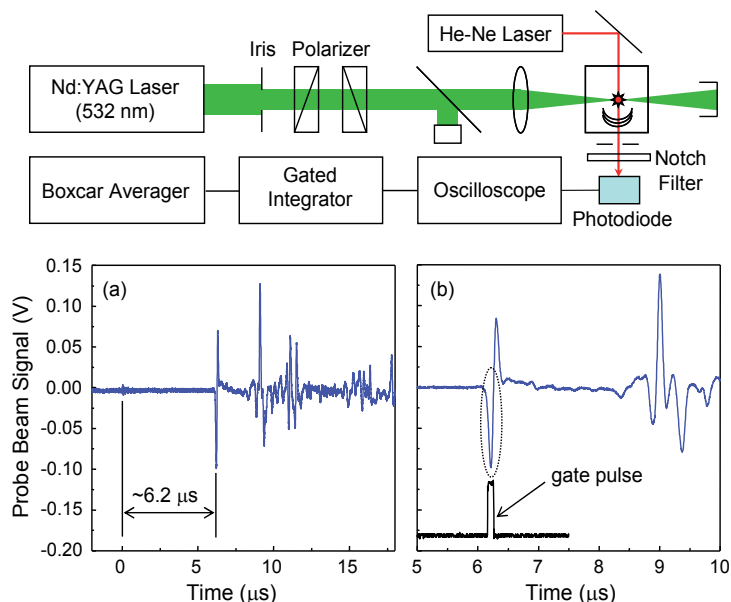 He-Ne Laser
Iris Polarizer
Nd:YAG Laser
(532 nm)
Notch
Filter
Boxcar Averager
Gated
Integrator
Oscilloscope
Photodiode
Probe Beam Signal (V)
0.15
0.10
0.05
0.00
-0.05
-0.10
-0.15
-0.20
(a)
~6.2 μs
0 5 10 15
Time (μs)
(b)
gate pulse
5 6 7 8 9 10
Time (μs)